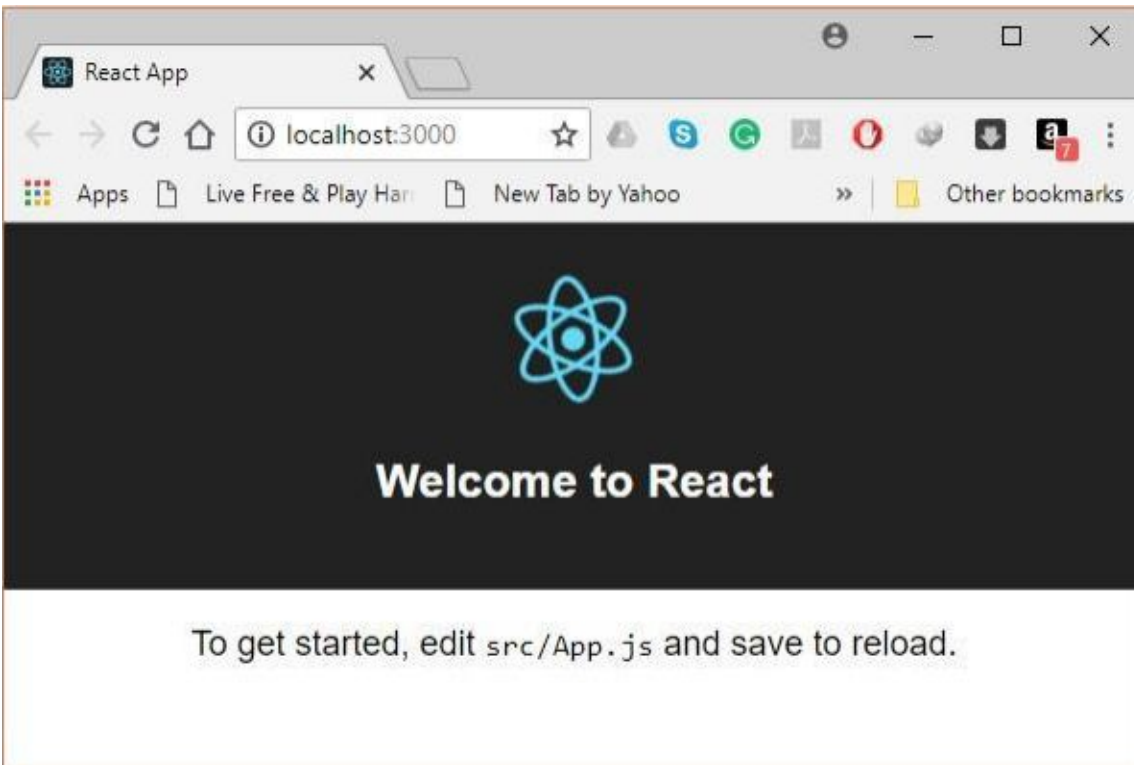 React App
localhost:3000
7
Apps Live Free & Play Har New Tab by Yahoo » Other bookmarks
Welcome to React
To get started, edit src/App.js and save to reload.